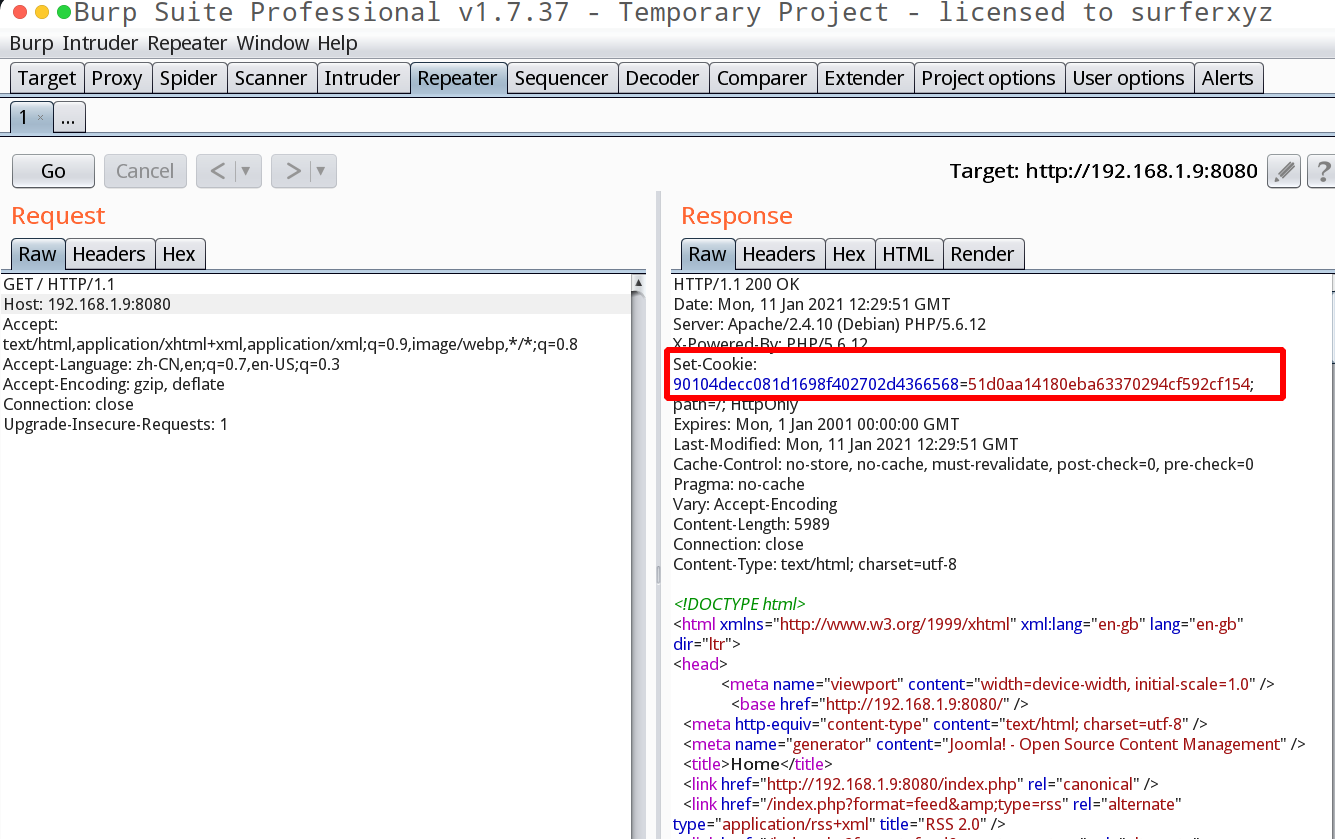 Burp Suite Professional v1.7.37 - Temporary Project - licensed to surferxyz
Burp Intruder Repeater Window Help
Target Proxy Spider Scanner Intruder Repeater Sequencer Decoder Comparer Extender Project options User options Alerts
1 × ...
Go Cancel < > Target: http://192.168.1.9:8080 ?
Request
Raw Headers Hex
GET / HTTP/1.1
Host: 192.168.1.9:8080
Accept:
text/html,application/xhtml+xml,application/xml;q=0.9,image/webp,*/*;q=0.8
Accept-Language: zh-CN,en;q=0.7,en-US;q=0.3
Accept-Encoding: gzip, deflate
Connection: close
Upgrade-Insecure-Requests: 1
Response
Raw Headers Hex HTML Render
HTTP/1.1 200 OK
Date: Mon, 11 Jan 2021 12:29:51 GMT
Server: Apache/2.4.10 (Debian) PHP/5.6.12
X-Powered-By: PHP/5.6.12
Set-Cookie:
90104decc081d1698f402702d4366568=51d0aa14180eba63370294cf592cf154;
path=/; HttpOnly
Expires: Mon, 1 Jan 2001 00:00:00 GMT
Last-Modified: Mon, 11 Jan 2021 12:29:51 GMT
Cache-Control: no-store, no-cache, must-revalidate, post-check=0, pre-check=0
Pragma: no-cache
Vary: Accept-Encoding
Content-Length: 5989
Connection: close
Content-Type: text/html; charset=utf-8
<!DOCTYPE html>
<html xmlns="http://www.w3.org/1999/xhtml" xml:lang="en-gb" lang="en-gb"
dir="ltr">
<head>
<meta name="viewport" content="width=device-width, initial-scale=1.0" />
<base href="http://192.168.1.9:8080/" />
<meta http-equiv="content-type" content="text/html; charset=utf-8" />
<meta name="generator" content="Joomla! - Open Source Content Management" />
<title>Home</title>
<link href="http://192.168.1.9:8080/index.php" rel="canonical" />
<link href="/index.php?format=feed&amp;type=rss" rel="alternate"
type="application/rss+xml" title="RSS 2.0" />